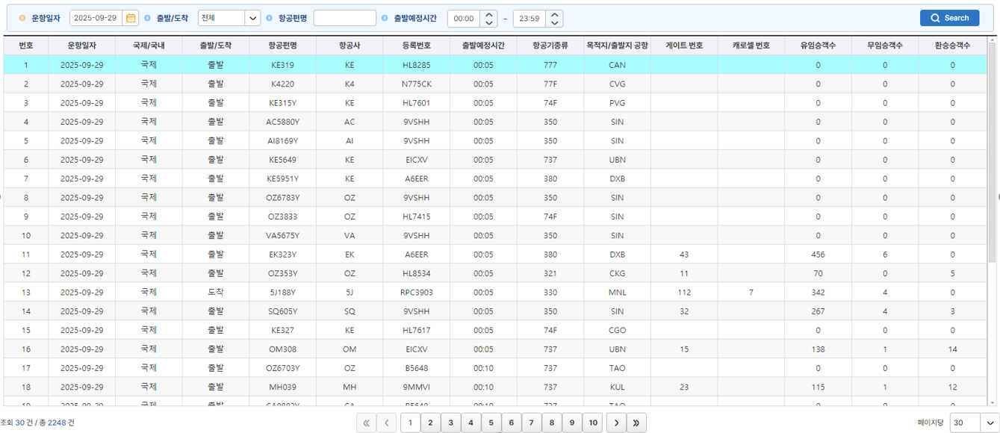 운항일자 2025-09-29 출발/도착 전체 항공편명 출발예정시간 00:00 ~ 23:59 Search
번호 운항일자 국제/국내 출발/도착 항공편명 항공사 등록번호 출발예정시간 항공기종류 목적지/출발지 공항 게이트 번호 캐로셀 번호 유임승객수 무임승객수 환승승객수
1 2025-09-29 국제 출발 KE319 KE HL8285 00:05 777 CAN 0 0 0
2 2025-09-29 국제 출발 K4220 K4 N775CK 00:05 77F CVG 0 0 0
3 2025-09-29 국제 출발 KE315Y KE HL7601 00:05 74F PVG 0 0 0
4 2025-09-29 국제 출발 AC5880Y AC 9VSHH 00:05 350 SIN 0 0 0
5 2025-09-29 국제 출발 AI8169Y AI 9VSHH 00:05 350 SIN 0 0 0
6 2025-09-29 국제 출발 KE5649 KE EICXV 00:05 737 UBN 0 0 0
7 2025-09-29 국제 출발 KE5951Y KE A6EER 00:05 380 DXB 0 0 0
8 2025-09-29 국제 출발 OZ6783Y OZ 9VSHH 00:05 350 SIN 0 0 0
9 2025-09-29 국제 출발 OZ3833 OZ HL7415 00:05 74F SIN 0 0 0
10 2025-09-29 국제 출발 VA5675Y VA 9VSHH 00:05 350 SIN 0 0 0
11 2025-09-29 국제 출발 EK323Y EK A6EER 00:05 380 DXB 43 456 6 0
12 2025-09-29 국제 출발 OZ353Y OZ HL8534 00:05 321 CKG 11 70 0 5
13 2025-09-29 국제 도착 5J188Y 5J RPC3903 00:05 330 MNL 112 7 342 4 0
14 2025-09-29 국제 출발 SQ605Y SQ 9VSHH 00:05 350 SIN 32 267 4 3
15 2025-09-29 국제 출발 KE327 KE HL7617 00:05 74F CGO 0 0 0
16 2025-09-29 국제 출발 OM308 OM EICXV 00:05 737 UBN 15 138 1 14
17 2025-09-29 국제 출발 OZ6703Y OZ B5648 00:10 737 TAO 0 0 0
18 2025-09-29 국제 출발 MH039 MH 9MMVI 00:10 737 KUL 23 115 1 12
19 2025-09-29 국제 출발 CA B5648 00:10 737 TAO 0 0 0
조회 30 건 / 총 2248 건 « ‹ 1 2 3 4 5 6 7 8 9 10 › » 페이지당 30